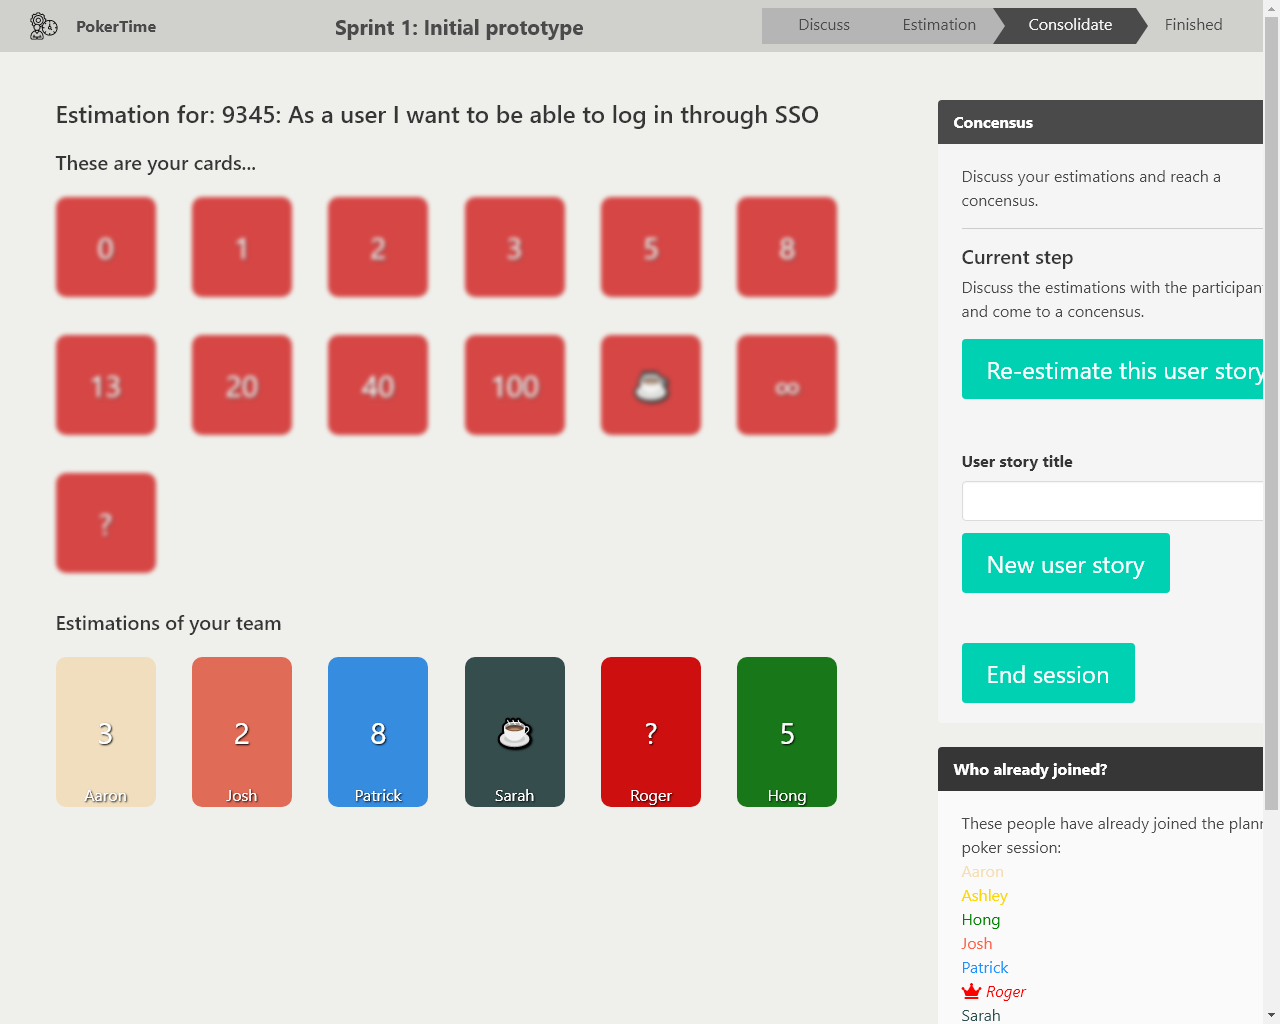 PokerTime
Sprint 1: Initial prototype
Discuss
Estimation
Consolidate
Finished
Estimation for: 9345: As a user I want to be able to log in through SSO
These are your cards...
0 1 2 3 5 8
13 20 40 100 ∞
?
Estimations of your team
3 2 8 ? 5
Aaron Josh Patrick Sarah Roger Hong
Concensus
Discuss your estimations and reach a
concensus.
Current step
Discuss the estimations with the participan
and come to a concensus.
Re-estimate this user story
User story title
New user story
End session
Who already joined?
These people have already joined the plann
poker session:
Aaron
Ashley
Hong
Josh
Patrick
Roger
Sarah